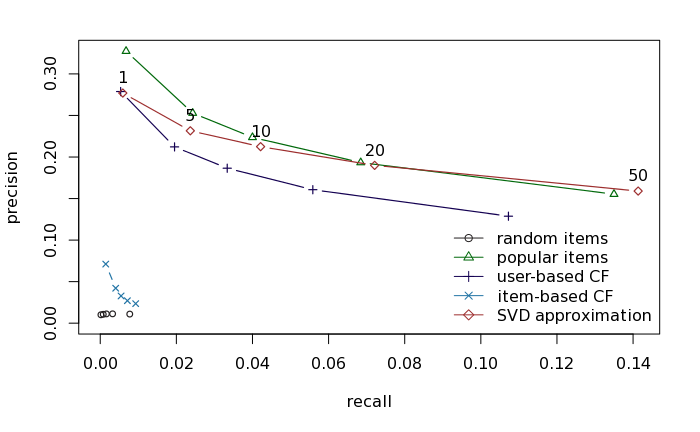 precision
0.30
0.20
0.10
0.00
1
5
10
20
50
random items
popular items
user-based CF
item-based CF
SVD approximation
0.00 0.02 0.04 0.06 0.08 0.10 0.12 0.14
recall